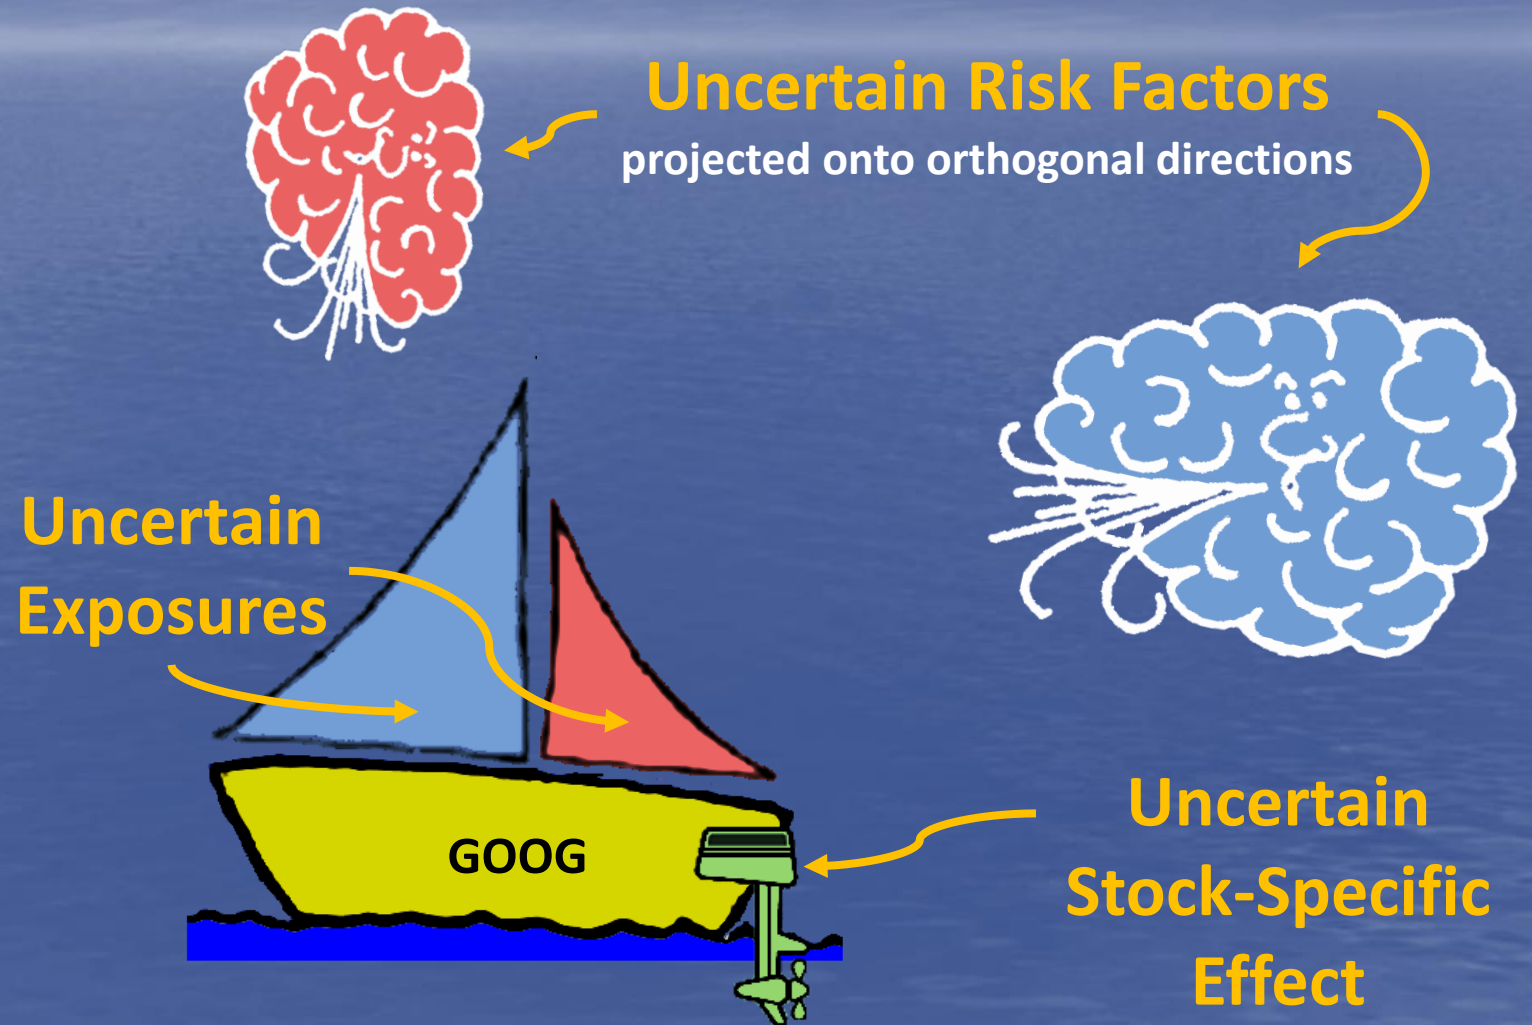 Uncertain Risk Factors
projected onto orthogonal directions
Uncertain
Exposures
GOOG
Uncertain
Stock-Specific
Effect